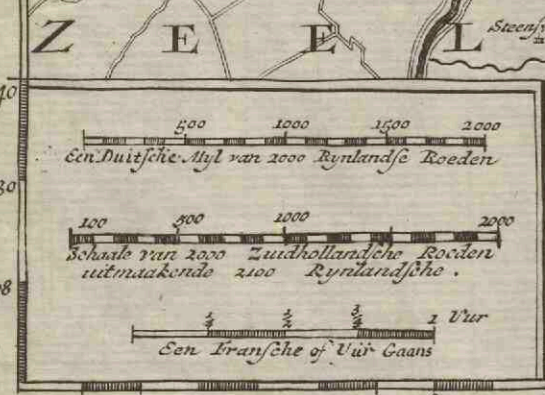 Z E E L Steenf
40
500 1000 1500 2000
Een Duitsche Myl van 2000 Rynlandse Roeden
30
100 500 1000 2000
Schaale van 2000 Zuidhollandsche Roeden
uitmaakende 2100 Rynlandsche.
08
1/4 1/2 3/4 1 Uur
Een Fransche of Uur Gaans